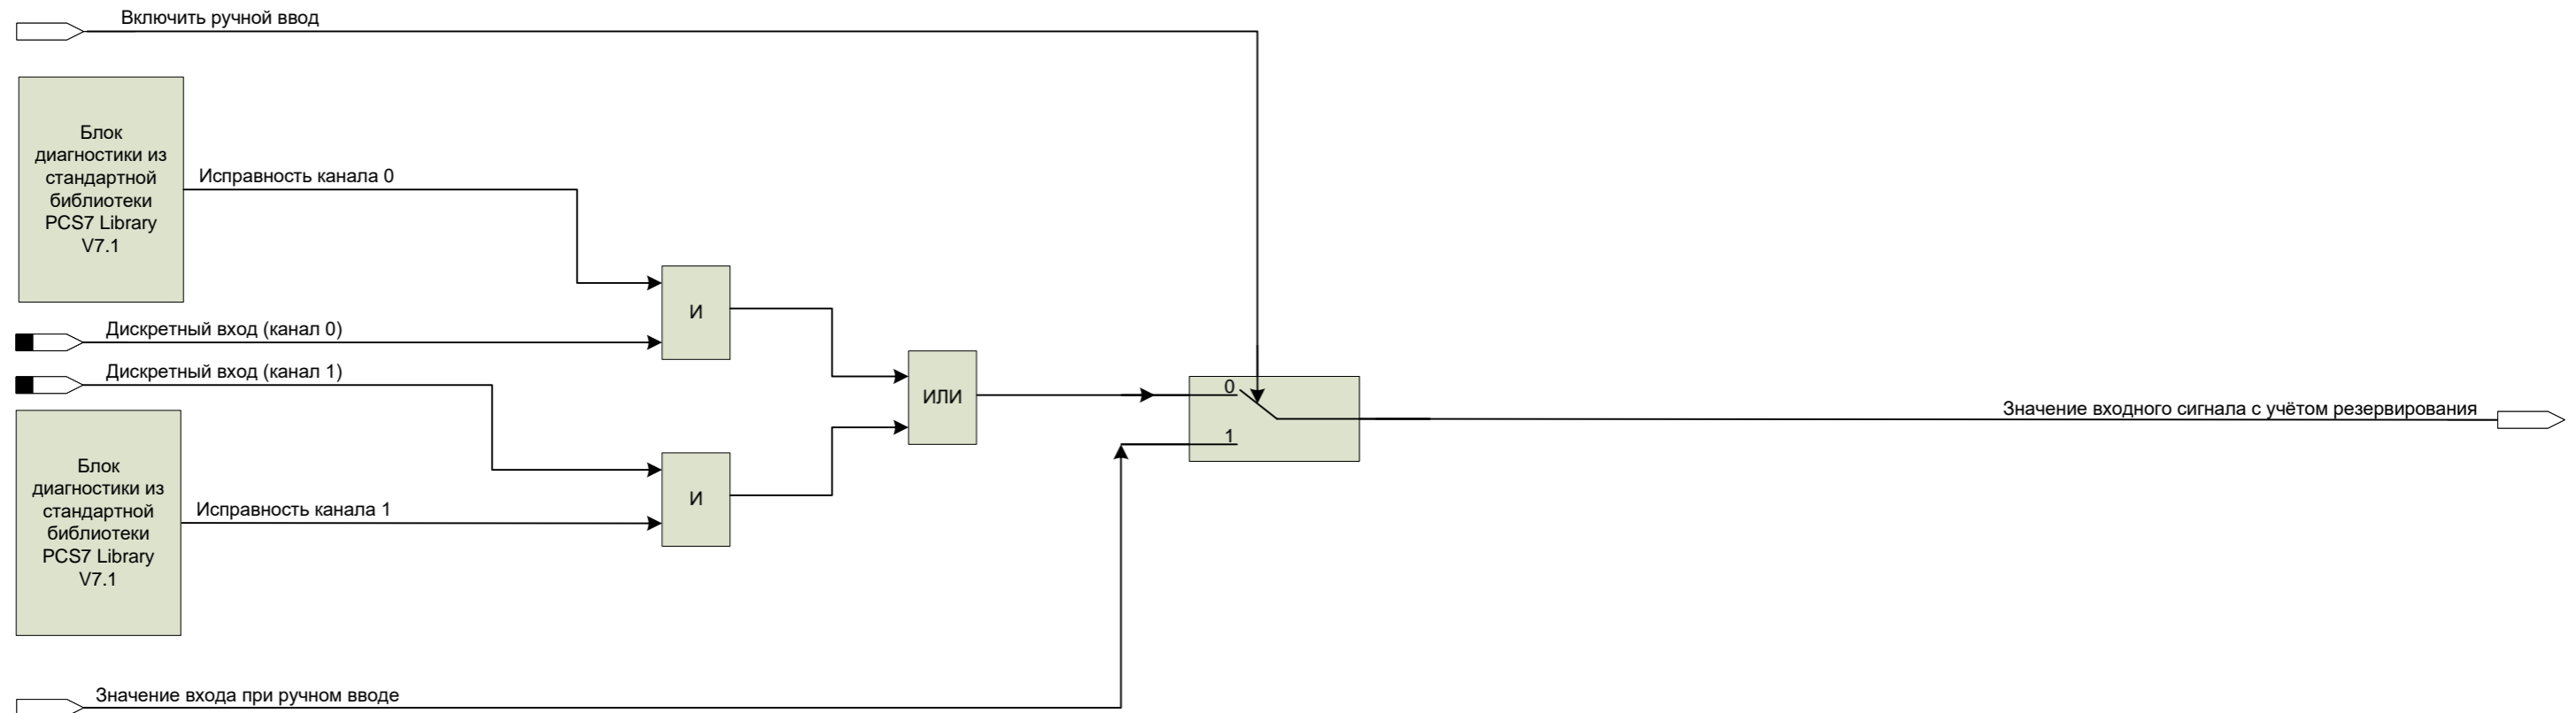 Включить ручной ввод
Блок
диагностики из
стандартной
библиотеки
PCS7 Library
V7.1
Исправность канала 0
И
Дискретный вход (канал 0)
Дискретный вход (канал 1)
ИЛИ
0
1
Значение входного сигнала с учётом резервирования
Блок
диагностики из
стандартной
библиотеки
PCS7 Library
V7.1
Исправность канала 1
И
Значение входа при ручном вводе